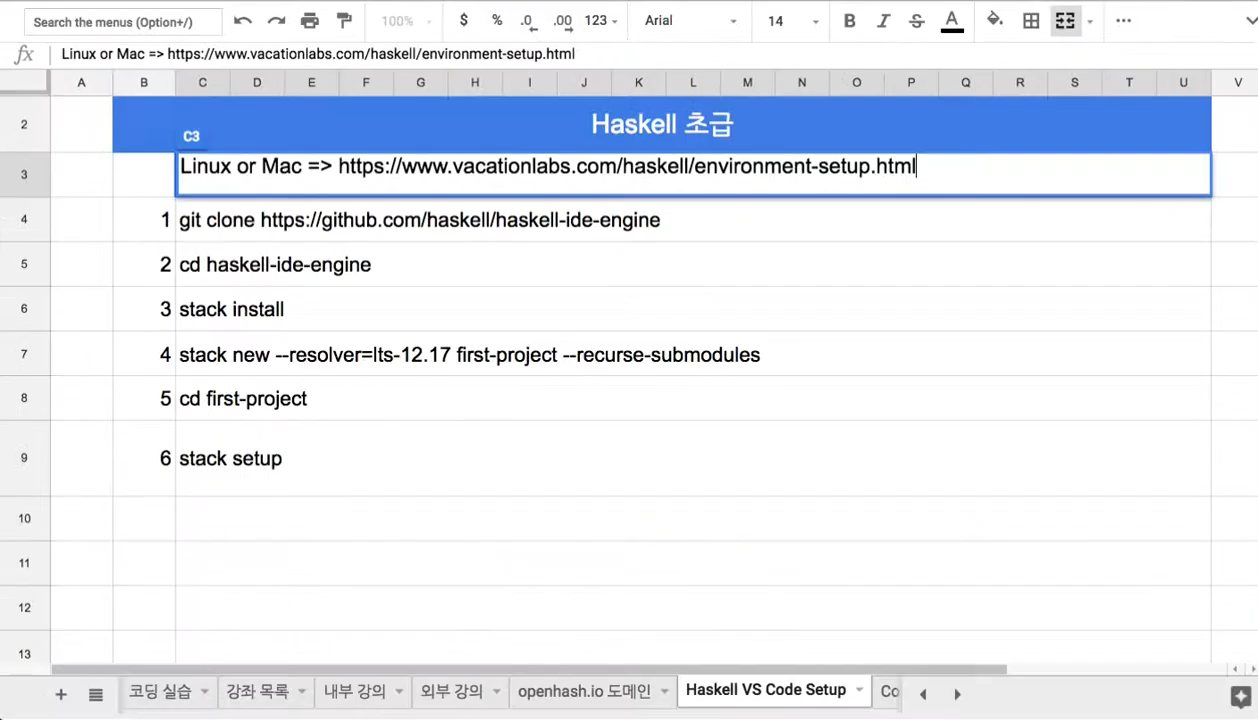 Search the menus (Option+/)
100%
$ % .0 .00 123
Arial
14
B I S A
fx Linux or Mac => https://www.vacationlabs.com/haskell/environment-setup.html
A B C D E F G H I J K L M N O P Q R S T U V
2 Haskell 초급
C3
3 Linux or Mac => https://www.vacationlabs.com/haskell/environment-setup.html
4 1 git clone https://github.com/haskell/haskell-ide-engine
5 2 cd haskell-ide-engine
6 3 stack install
7 4 stack new --resolver=lts-12.17 first-project --recurse-submodules
8 5 cd first-project
9 6 stack setup
10
11
12
13
+ 코딩 실습 강좌 목록 내부 강의 외부 강의 openhash.io 도메인 Haskell VS Code Setup Co